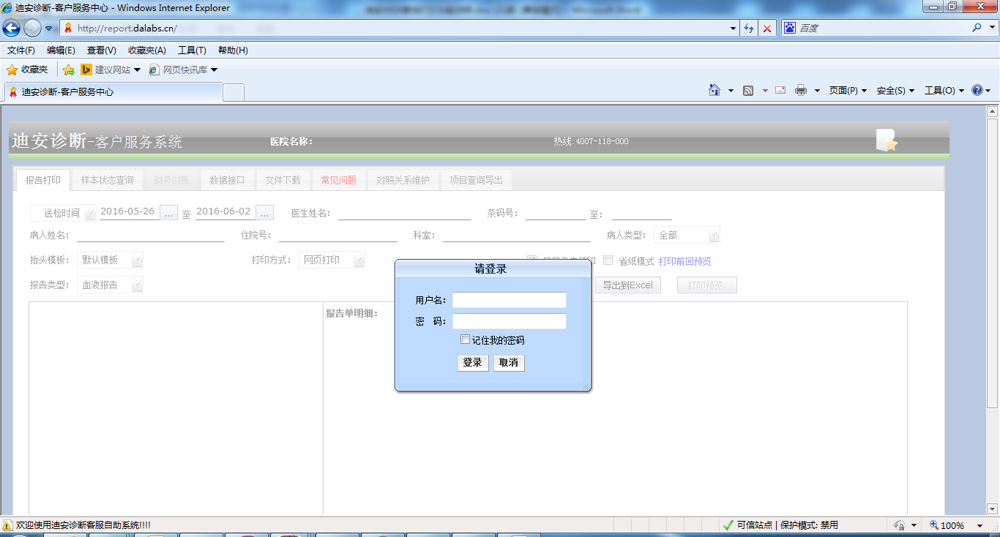 迪安诊断-客户服务中心 - Windows Internet Explorer
http://report.dalabs.cn/
百度
文件(F) 编辑(E) 查看(V) 收藏夹(A) 工具(T) 帮助(H)
收藏夹 建议网站 网页快讯库
迪安诊断-客户服务中心 页面(P) 安全(S) 工具(O)
迪安诊断-客户服务系统 医院名称: 热线:4007-118-000
报告打印 样本状态查询 财务对账 数据接口 文件下载 常见问题 对照关系维护 项目查询导出
送检时间 2016-05-26 ... 至 2016-06-02 ... 医生姓名: 条码号: 至:
病人姓名: 住院号: 科室: 病人类型: 全部
抬头模板: 默认模板 打印方式: 网页打印 打印 省纸模式 打印前回预览
报告类型: 血液报告 导出到Excel 打印预览
报告单明细:
请登录
用户名:
密 码:
记住我的密码
登录 取消
欢迎使用迪安诊断客服自助系统!!!! 可信站点 | 保护模式: 禁用 100%